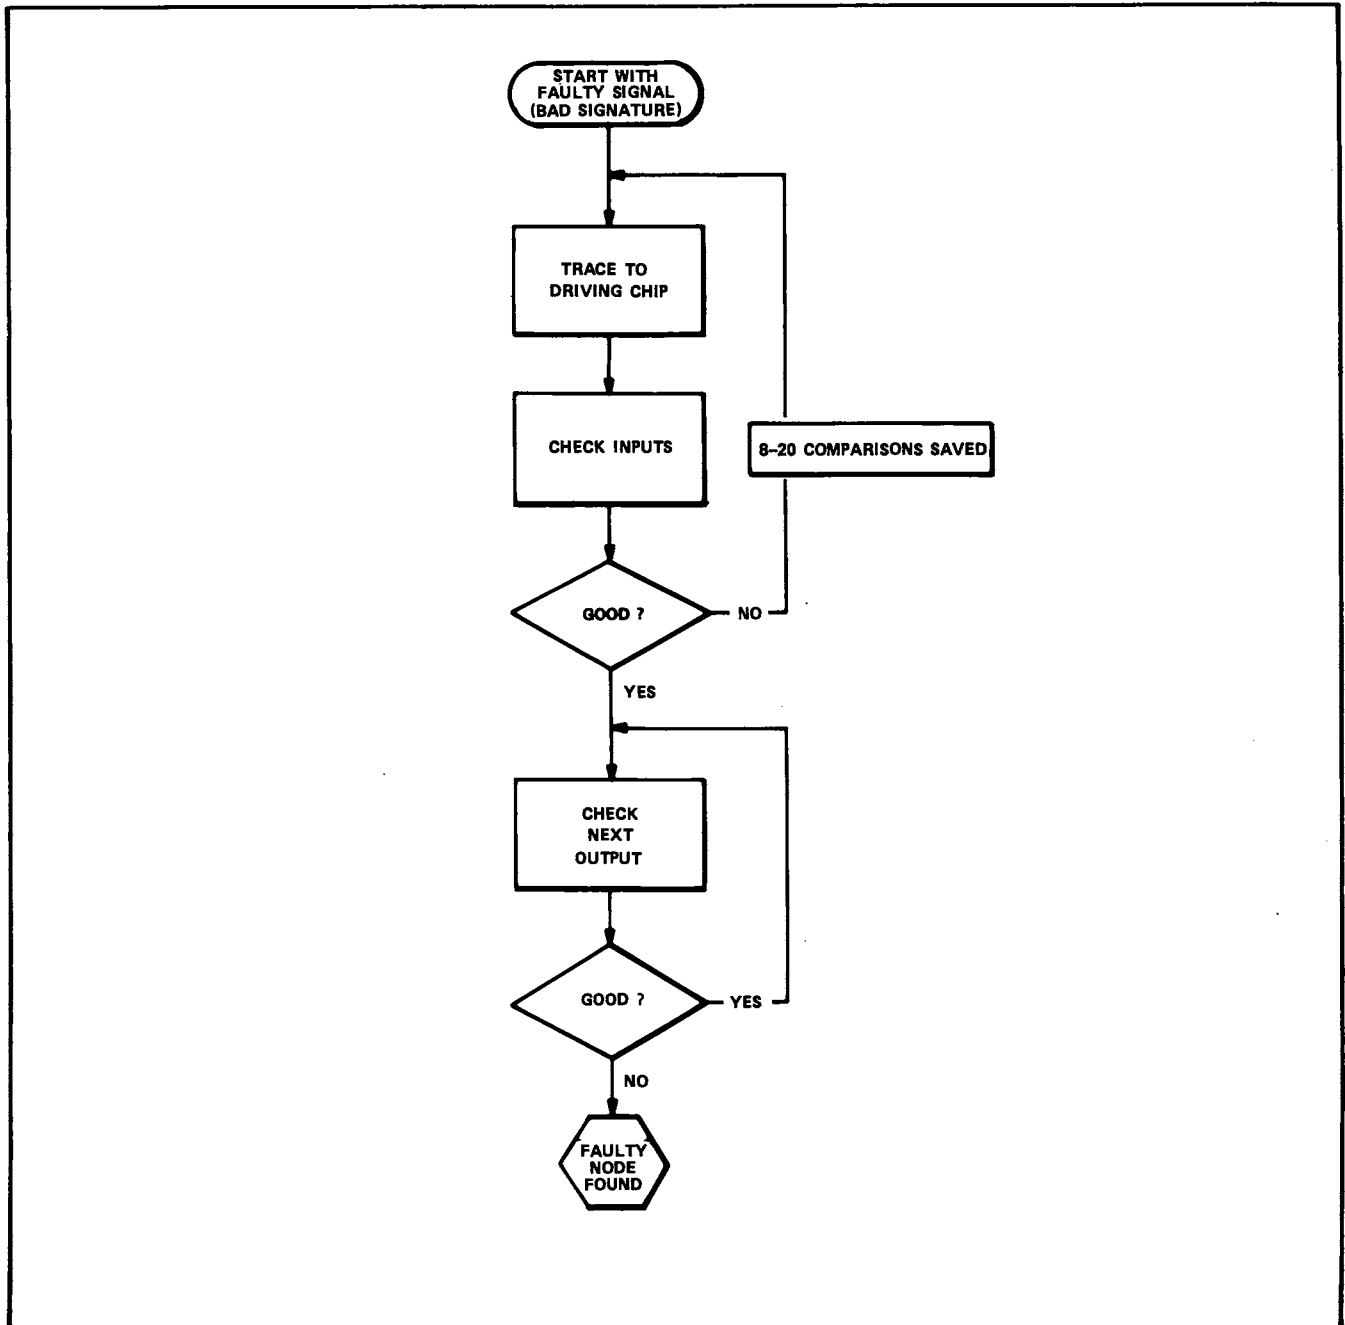 START WITH
FAULTY SIGNAL
(BAD SIGNATURE)
TRACE TO
DRIVING CHIP
CHECK INPUTS
8–20 COMPARISONS SAVED
GOOD ?
NO
YES
CHECK
NEXT
OUTPUT
GOOD ?
YES
NO
FAULTY
NODE
FOUND